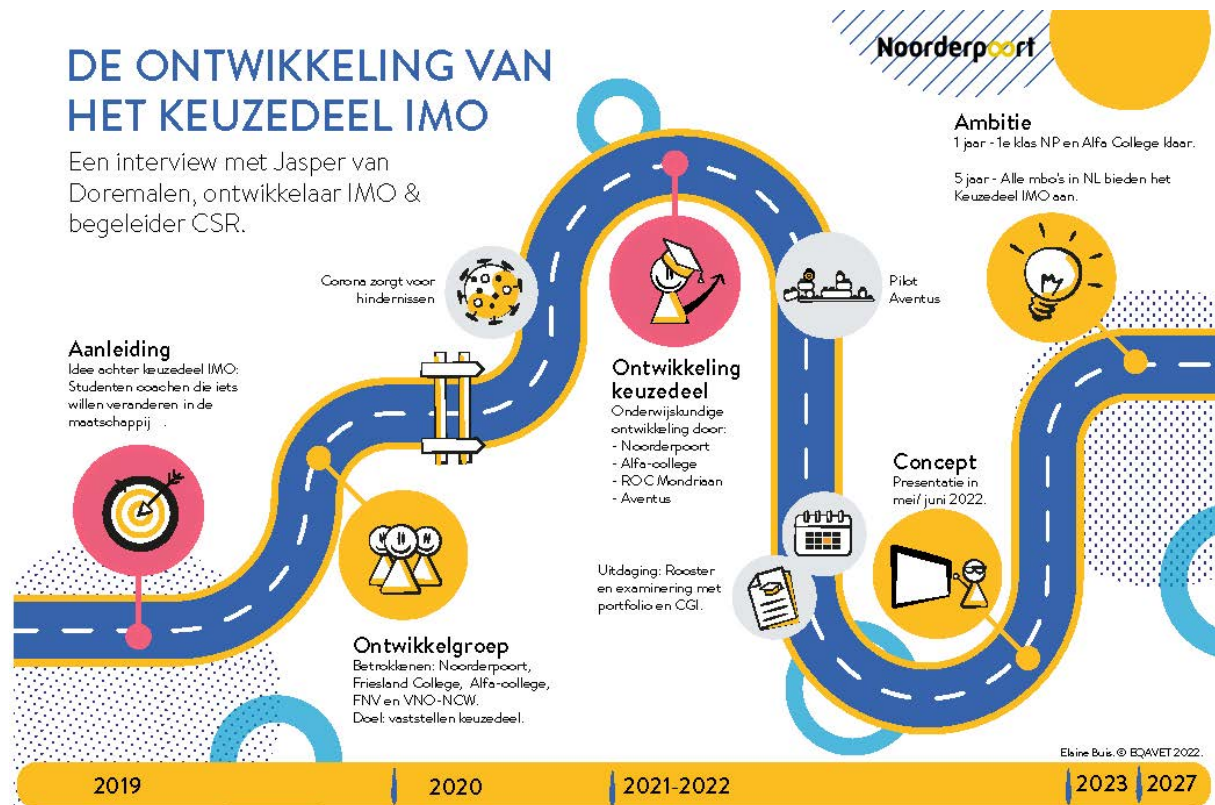 DE ONTWIKKELING VAN
HET KEUZEDEEL IMO
Een interview met Jasper van
Doremalen, ontwikkelaar IMO &
begeleider CSR.
Noorderpoort
Ambitie
1 jaar - 1e klas NP en Alfa College klaar.
5 jaar - Alle mbo's in NL bieden het
Keuzedeel IMO aan.
Corona zorgt voor
hindernissen
Pilot
Aventus
Aanleiding
Idee achter keuzedeel IMO:
Studenten coachen die iets
willen veranderen in de
maatschappij .
Ontwikkeling
keuzedeel
Onderwijskundige
ontwikkeling door:
- Noorderpoort
- Alfa-college
- ROC Mondriaan
- Aventus
Concept
Presentatie in
mei/ juni 2022.
Uitdaging: Rooster
en examinering met
portfolio en CGI.
Ontwikkelgroep
Betrokkenen: Noorderpoort,
Friesland College, Alfa-college,
FNV en VNO-NCW.
Doel: vaststellen keuzedeel.
Elaine Buis. © EQAVET 2022.
2019
2020
2021-2022
2023
2027